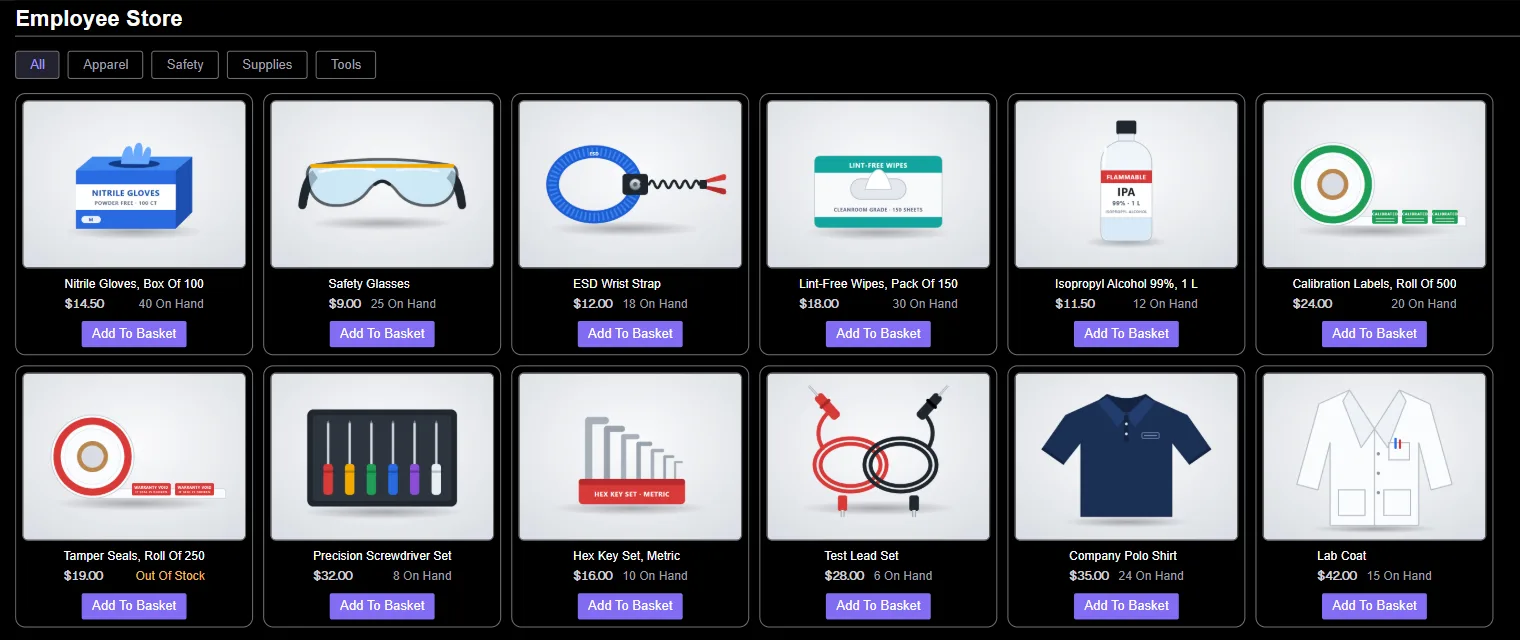 Employee Store
All
Apparel
Safety
Supplies
Tools
NITRILE GLOVES
POWDER FREE · 100 CT
M
Nitrile Gloves, Box Of 100
$14.50 40 On Hand
Add To Basket
Safety Glasses
$9.00 25 On Hand
Add To Basket
ESD
ESD Wrist Strap
$12.00 18 On Hand
Add To Basket
LINT-FREE WIPES
CLEANROOM GRADE · 150 SHEETS
Lint-Free Wipes, Pack Of 150
$18.00 30 On Hand
Add To Basket
FLAMMABLE
IPA
99% · 1 L
ISOPROPYL ALCOHOL
Isopropyl Alcohol 99%, 1 L
$11.50 12 On Hand
Add To Basket
Calibration Labels, Roll Of 500
$24.00 20 On Hand
Add To Basket
WARRANTY VOID
WARRANTY VOID
Tamper Seals, Roll Of 250
$19.00 Out Of Stock
Add To Basket
Precision Screwdriver Set
$32.00 8 On Hand
Add To Basket
HEX KEY SET · METRIC
Hex Key Set, Metric
$16.00 10 On Hand
Add To Basket
Test Lead Set
$28.00 6 On Hand
Add To Basket
Company Polo Shirt
$35.00 24 On Hand
Add To Basket
Lab Coat
$42.00 15 On Hand
Add To Basket